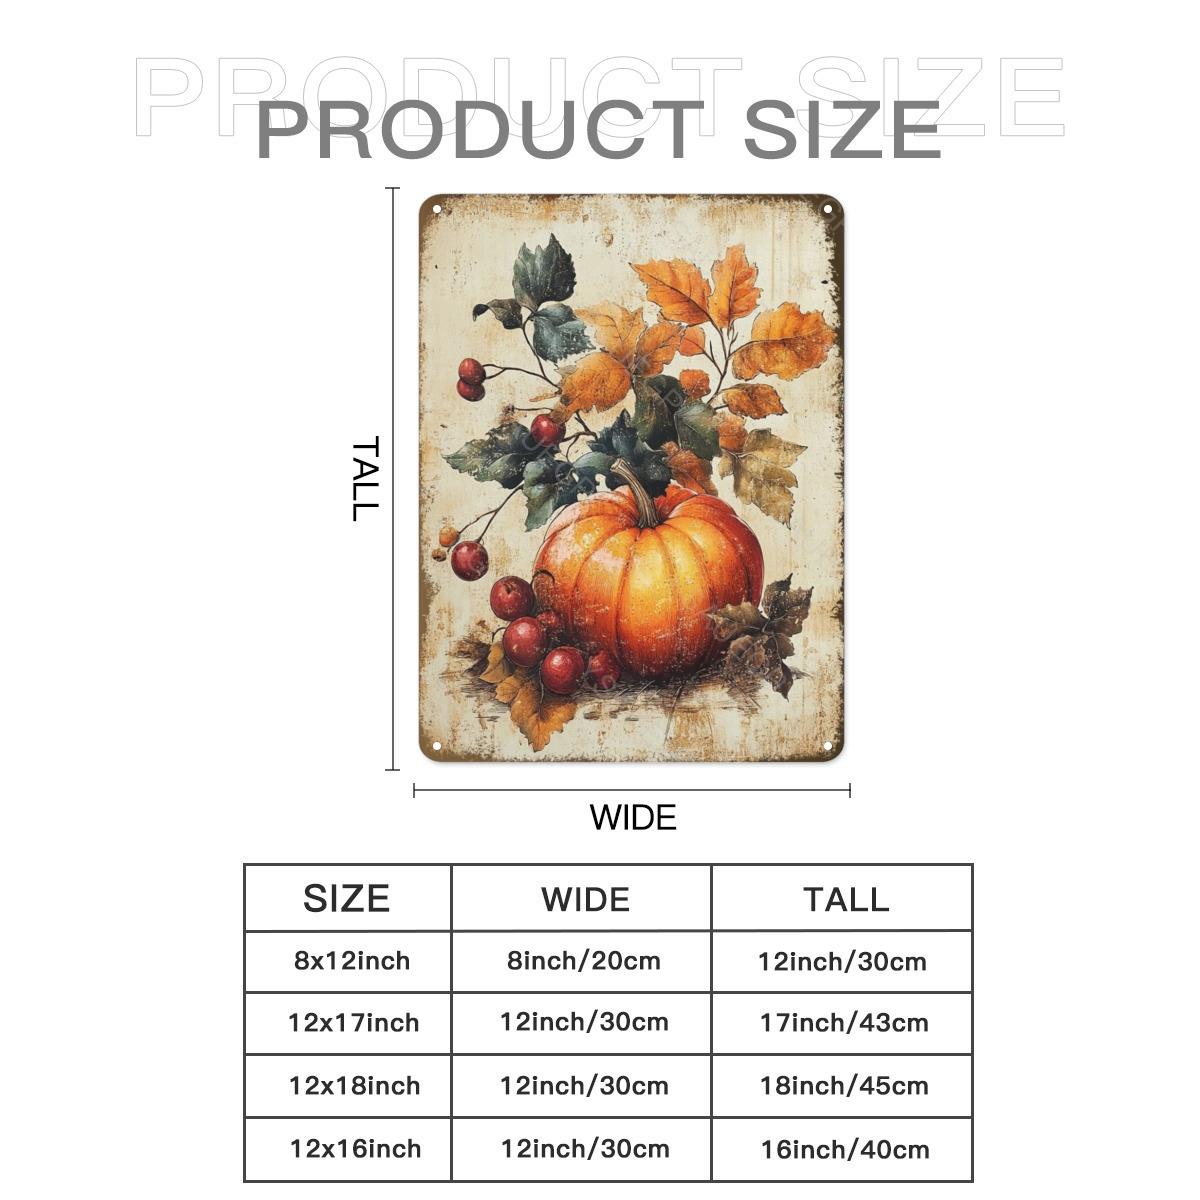 PRODUCT SIZE
PRODUCT SIZE
TALL
WIDE
SIZE WIDE TALL
8x12inch 8inch/20cm 12inch/30cm
12x17inch 12inch/30cm 17inch/43cm
12x18inch 12inch/30cm 18inch/45cm
12x16inch 12inch/30cm 16inch/40cm